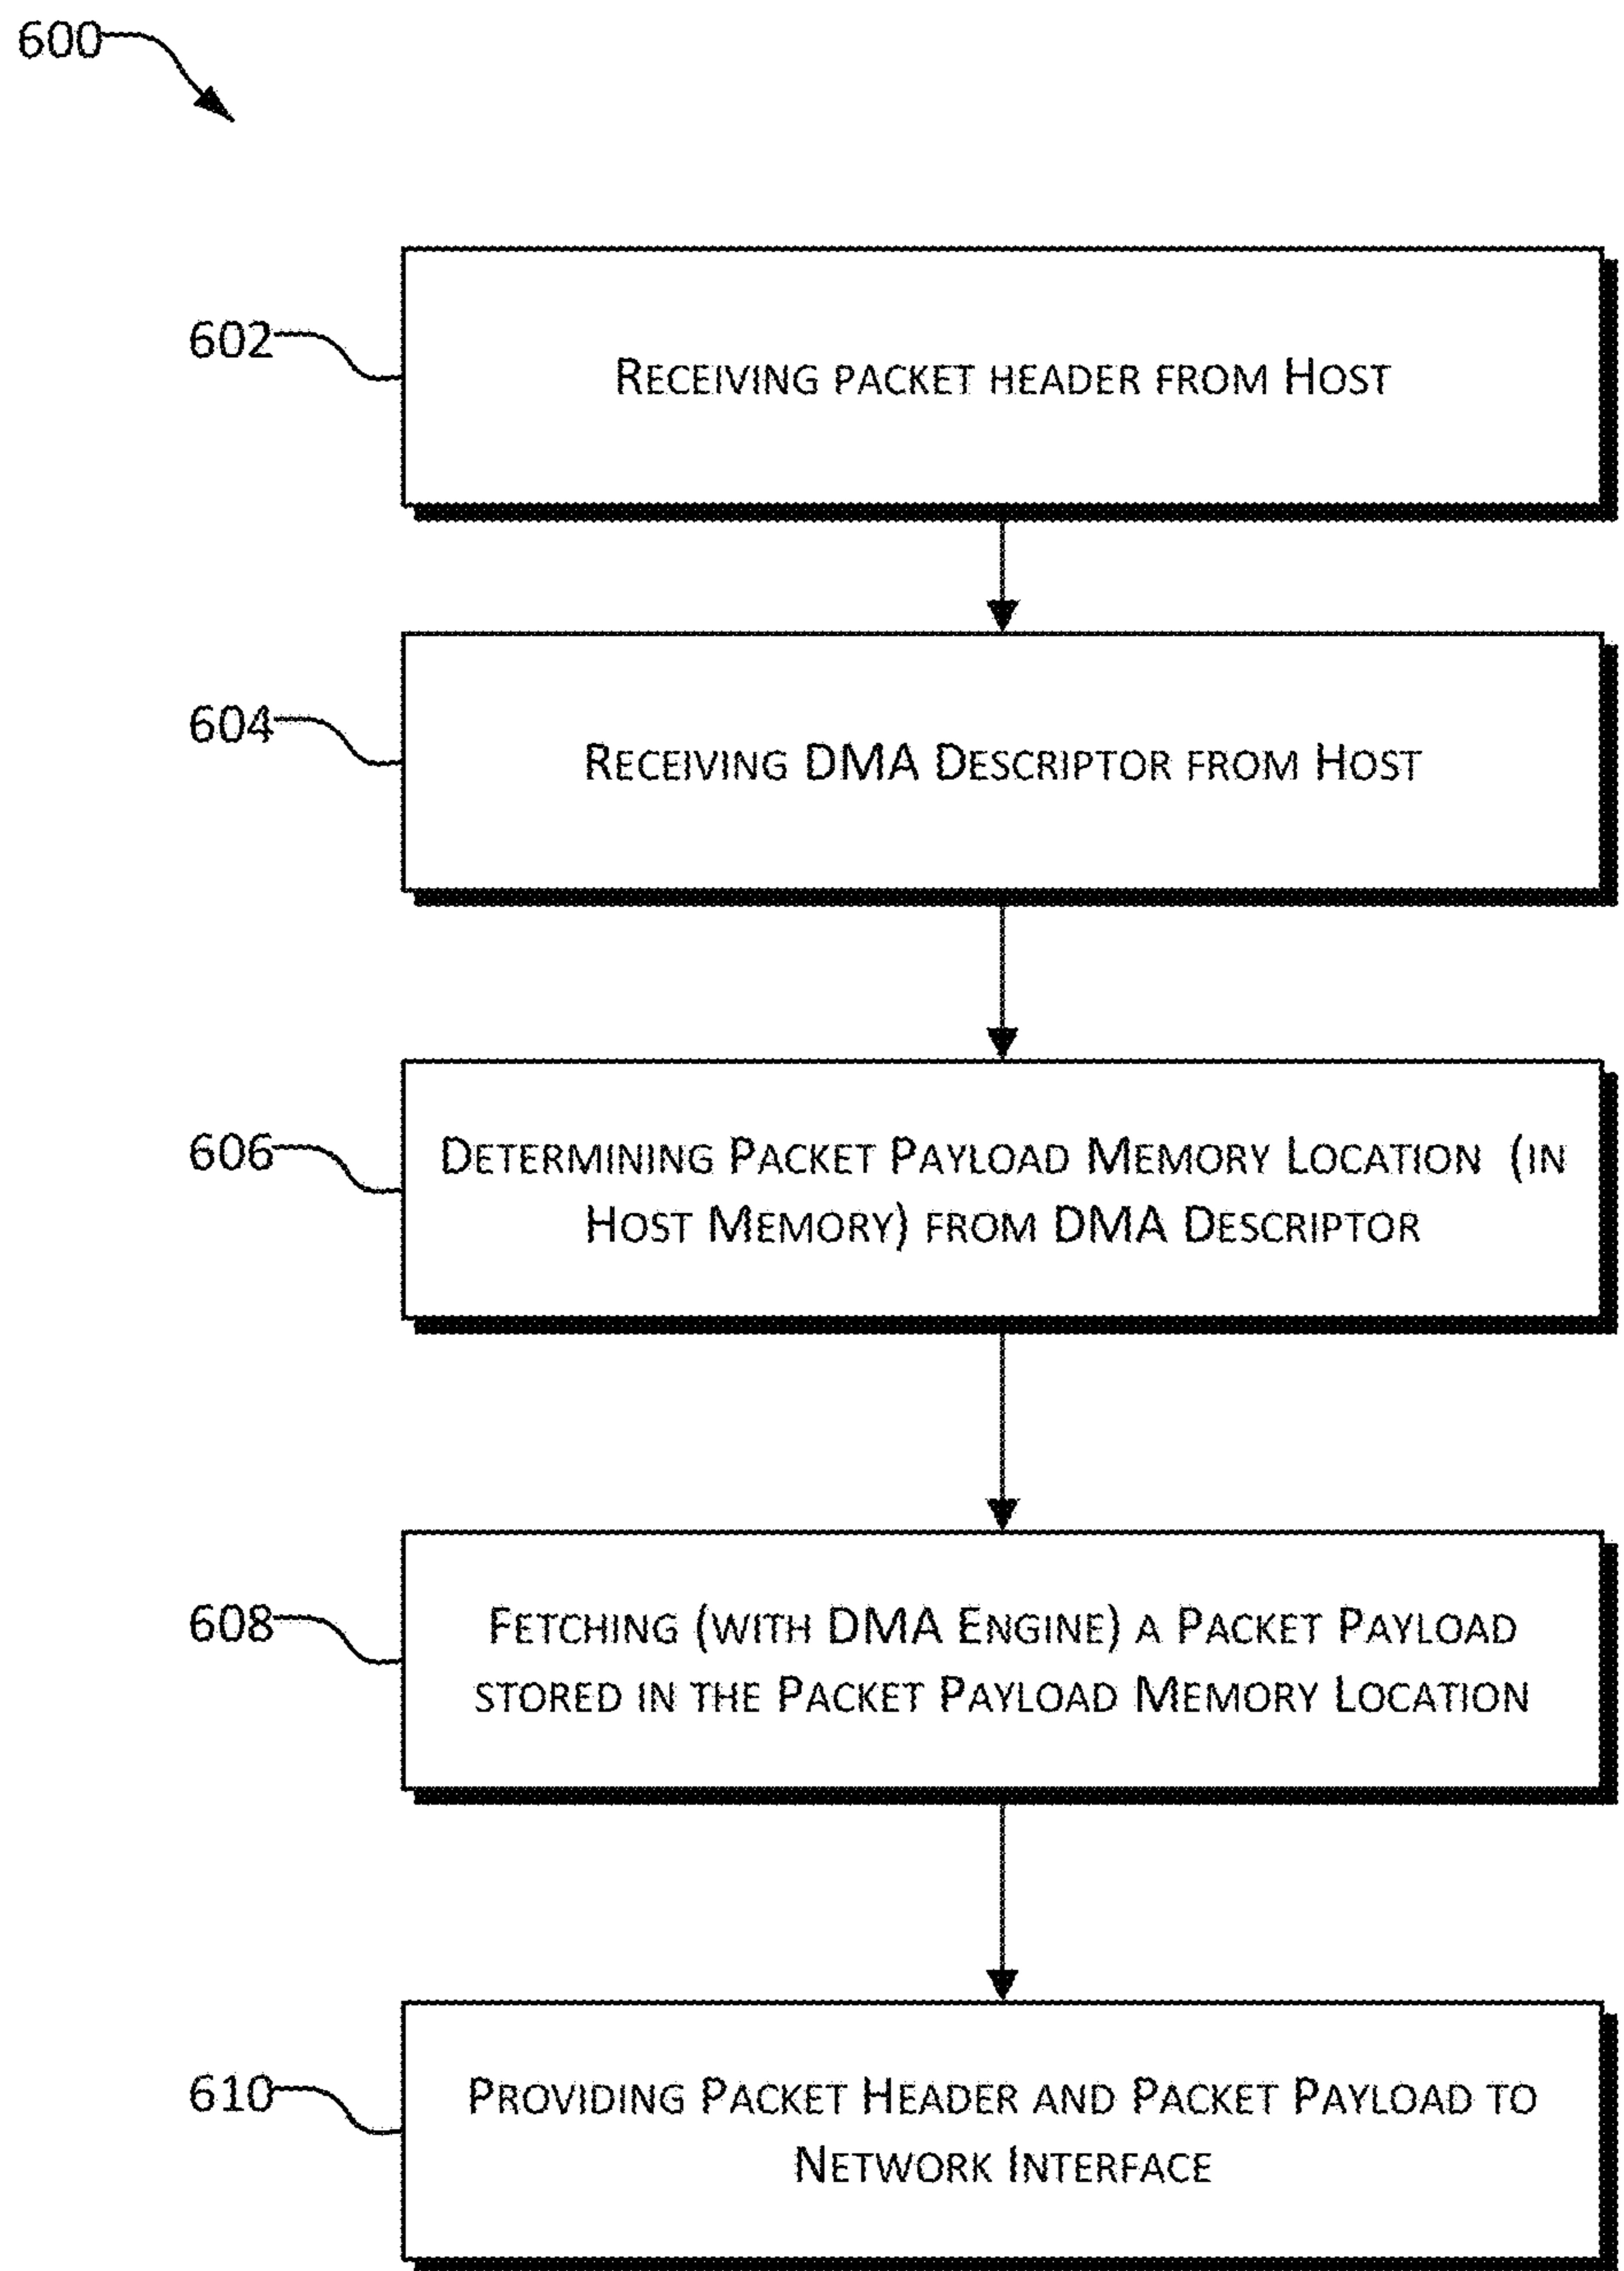 600
602
Receiving packet header from Host
604
Receiving DMA Descriptor from Host
606
Determining Packet Payload Memory Location (in
Host Memory) from DMA Descriptor
608
Fetching (with DMA Engine) a Packet Payload
stored in the Packet Payload Memory Location
610
Providing Packet Header and Packet Payload to
Network Interface